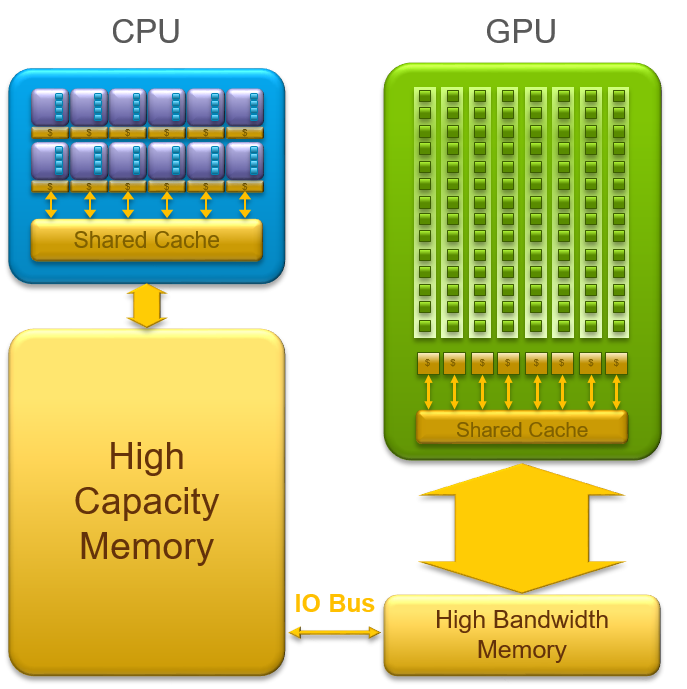 CPU
GPU
$ $ $ $ $ $
$ $ $ $ $ $
Shared Cache
$ $ $ $ $ $ $ $
Shared Cache
High
Capacity
Memory
IO Bus
High Bandwidth
Memory